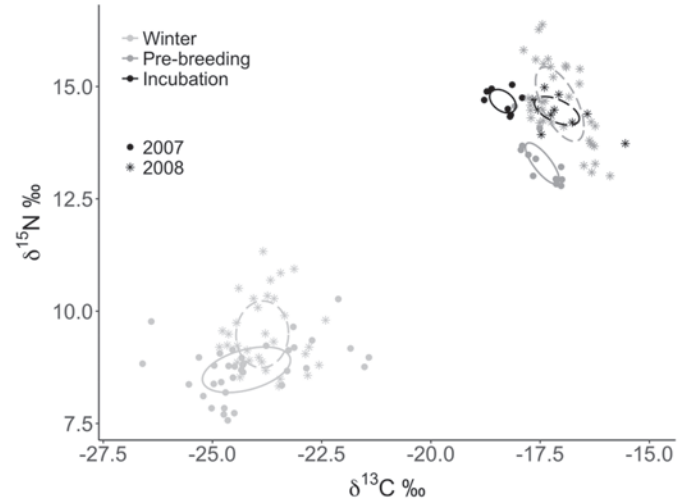 Winter
Pre-breeding
Incubation
2007
2008
15.0
12.5
10.0
7.5
δ¹⁵N ‰
-27.5 -25.0 -22.5 -20.0 -17.5 -15.0
δ¹³C ‰